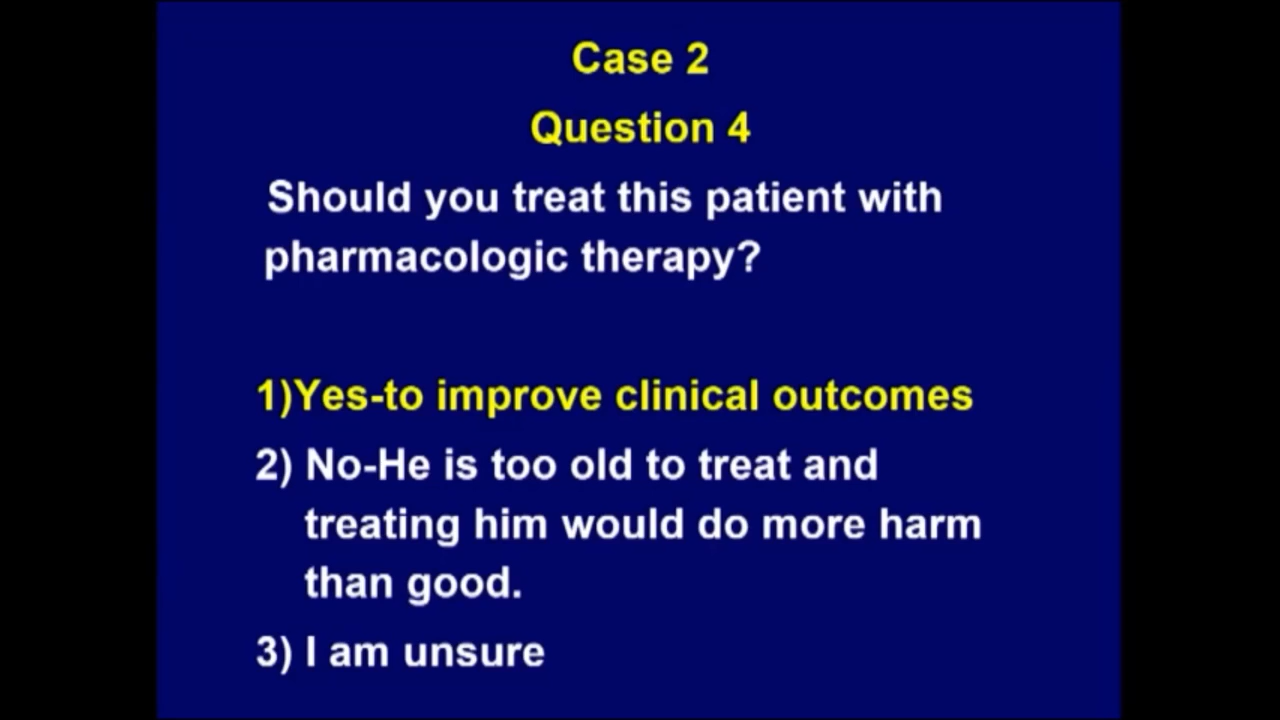 Case 2
Question 4
Should you treat this patient with
pharmacologic therapy?
1)Yes-to improve clinical outcomes
2) No-He is too old to treat and
treating him would do more harm
than good.
3) I am unsure